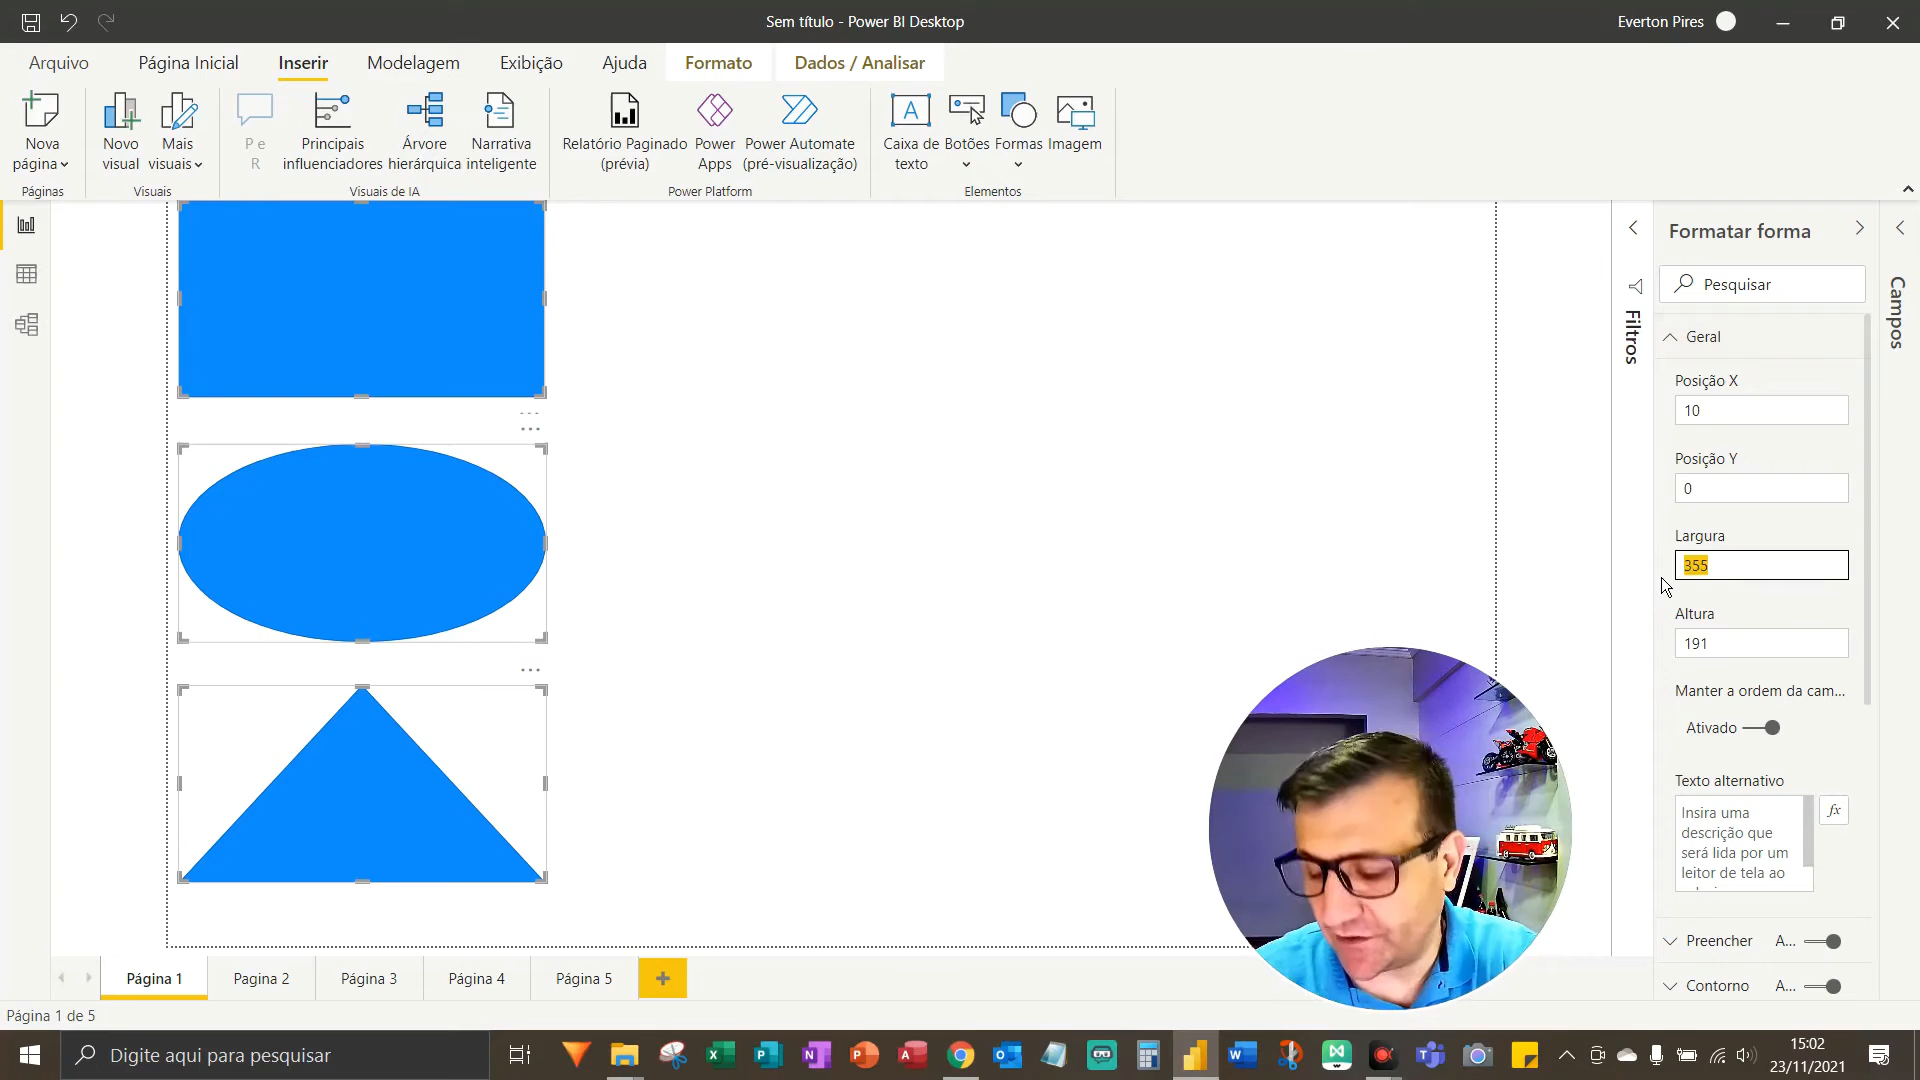 Sem título - Power BI Desktop
Everton Pires
Arquivo
Página Inicial
Inserir
Modelagem
Exibição
Ajuda
Formato
Dados / Analisar
Nova
página
Novo
visual
Mais
visuais
P e
R
Principais
influenciadores
Árvore
hierárquica
Narrativa
inteligente
Relatório Paginado
(prévia)
Power
Apps
Power Automate
(pré-visualização)
Caixa de
texto
Botões
Formas
Imagem
Páginas
Visuais
Visuais de IA
Power Platform
Elementos
Filtros
Formatar forma
Pesquisar
Geral
Posição X
10
Posição Y
0
Largura
355
Altura
191
Manter a ordem da cam...
Ativado
Texto alternativo
Insira uma
descrição que
será lida por um
leitor de tela ao
fx
Preencher A...
Contorno A...
Campos
Página 1
Pagina 2
Página 3
Página 4
Página 5
Página 1 de 5
Digite aqui para pesquisar
15:02
23/11/2021